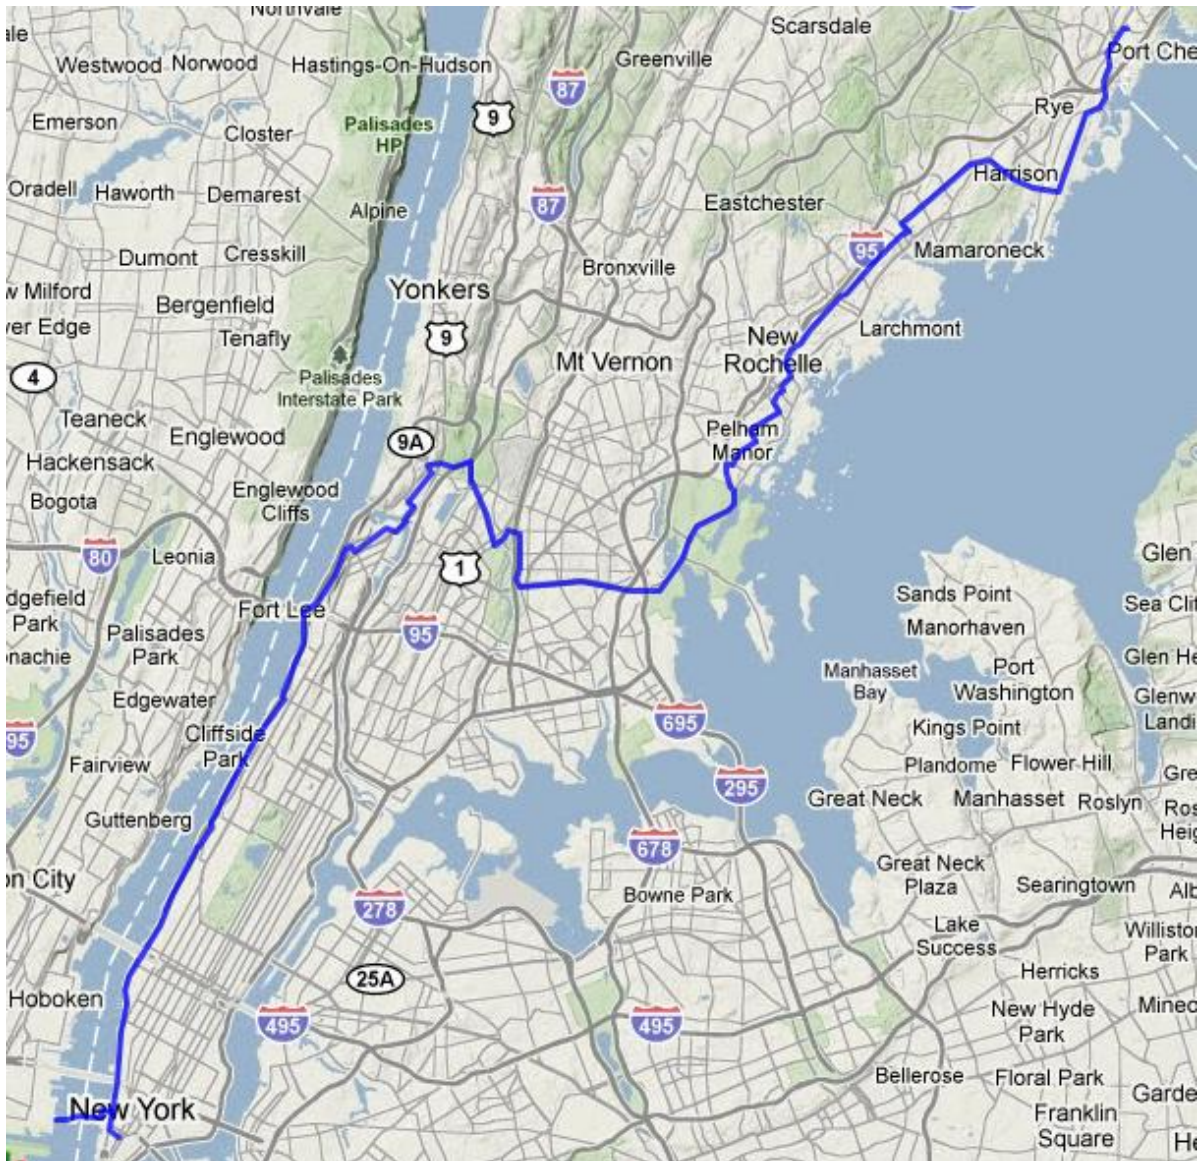 Northvale
Scarsdale
Westwood
Norwood
Hastings-On-Hudson
Greenville
87
Port Che
9
Rye
Emerson
Closter
Palisades
HP
Harrison
Oradell
Haworth
Demarest
Alpine
87
Eastchester
95
Mamaroneck
Dumont
Cresskill
Bronxville
w Milford
Yonkers
Bergenfield
ver Edge
Tenafly
9
Larchmont
New
Rochelle
Mt Vernon
4
Palisades
Interstate Park
Teaneck
Englewood
9A
Pelham
Manor
Hackensack
Bogota
Englewood
Cliffs
80
Leonia
1
Glen
dgefield
Park
Fort Lee
Sands Point
Sea Clif
Manorhaven
95
Palisades
Park
onachie
Manhasset
Bay
Port
Washington
Glen He
Edgewater
Glenw
Landi
95
Cliffside
Park
695
Kings Point
Fairview
Plandome
Flower Hill
Gre
295
Great Neck
Manhasset
Roslyn
Ros
Heig
Guttenberg
678
on City
Great Neck
Plaza
Searingtown
Alb
278
Bowne Park
Lake
Success
Williston
Park
25A
Herricks
Hoboken
495
495
New Hyde
Park
Mineo
Bellerose
Floral Park
Garde
New York
Franklin
Square
He